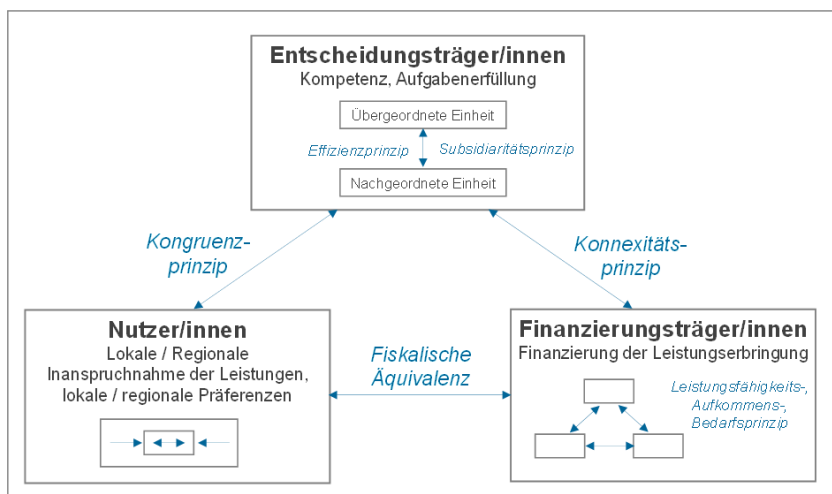 Entscheidungsträger/innen
Kompetenz, Aufgabenerfüllung
Übergeordnete Einheit
Effizienzprinzip
Subsidiaritätsprinzip
Nachgeordnete Einheit
Kongruenz-
prinzip
Konnexitäts-
prinzip
Nutzer/innen
Lokale / Regionale
Inanspruchnahme der Leistungen,
lokale / regionale Präferenzen
Fiskalische
Äquivalenz
Finanzierungsträger/innen
Finanzierung der Leistungserbringung
Leistungsfähigkeits-,
Aufkommens-,
Bedarfsprinzip